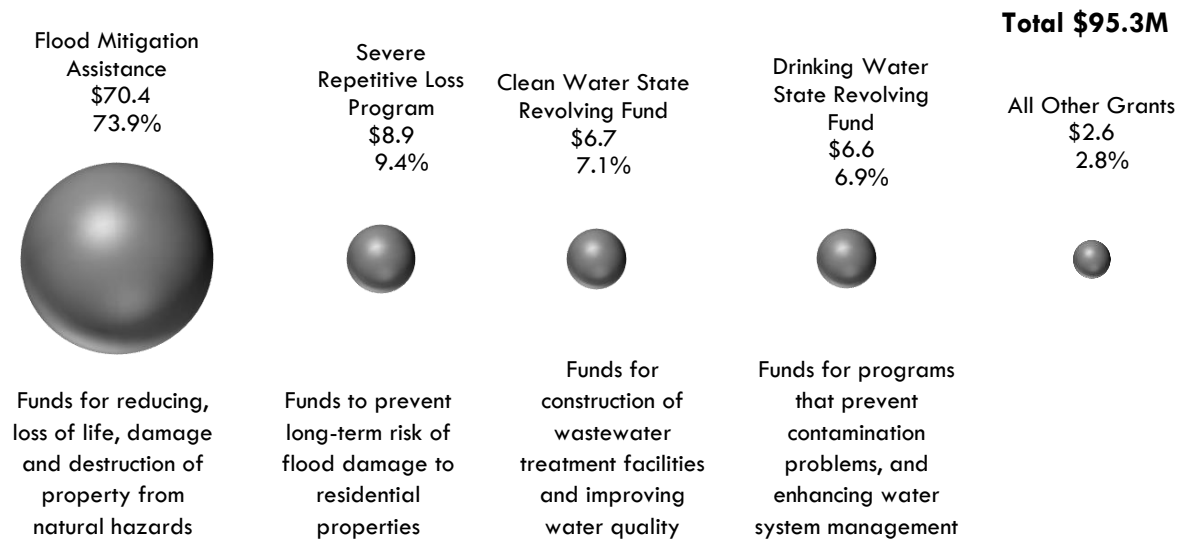 Total $95.3M
Flood Mitigation
Assistance
$70.4
73.9%
Severe
Repetitive Loss
Program
$8.9
9.4%
Clean Water State
Revolving Fund
$6.7
7.1%
Drinking Water
State Revolving
Fund
$6.6
6.9%
All Other Grants
$2.6
2.8%
Funds for reducing,
loss of life, damage
and destruction of
property from
natural hazards
Funds to prevent
long-term risk of
flood damage to
residential
properties
Funds for
construction of
wastewater
treatment facilities
and improving
water quality
Funds for programs
that prevent
contamination
problems, and
enhancing water
system management